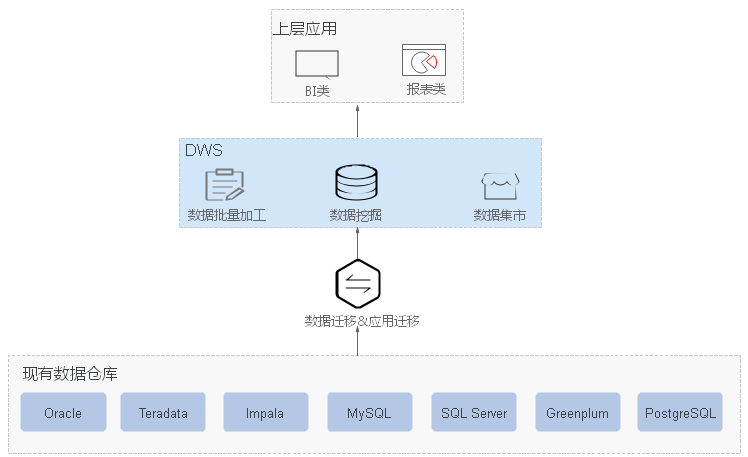 上层应用
BI类
报表类
DWS
数据批量加工
数据挖掘
数据集市
数据迁移&应用迁移
现有数据仓库
Oracle
Teradata
Impala
MySQL
SQL Server
Greenplum
PostgreSQL